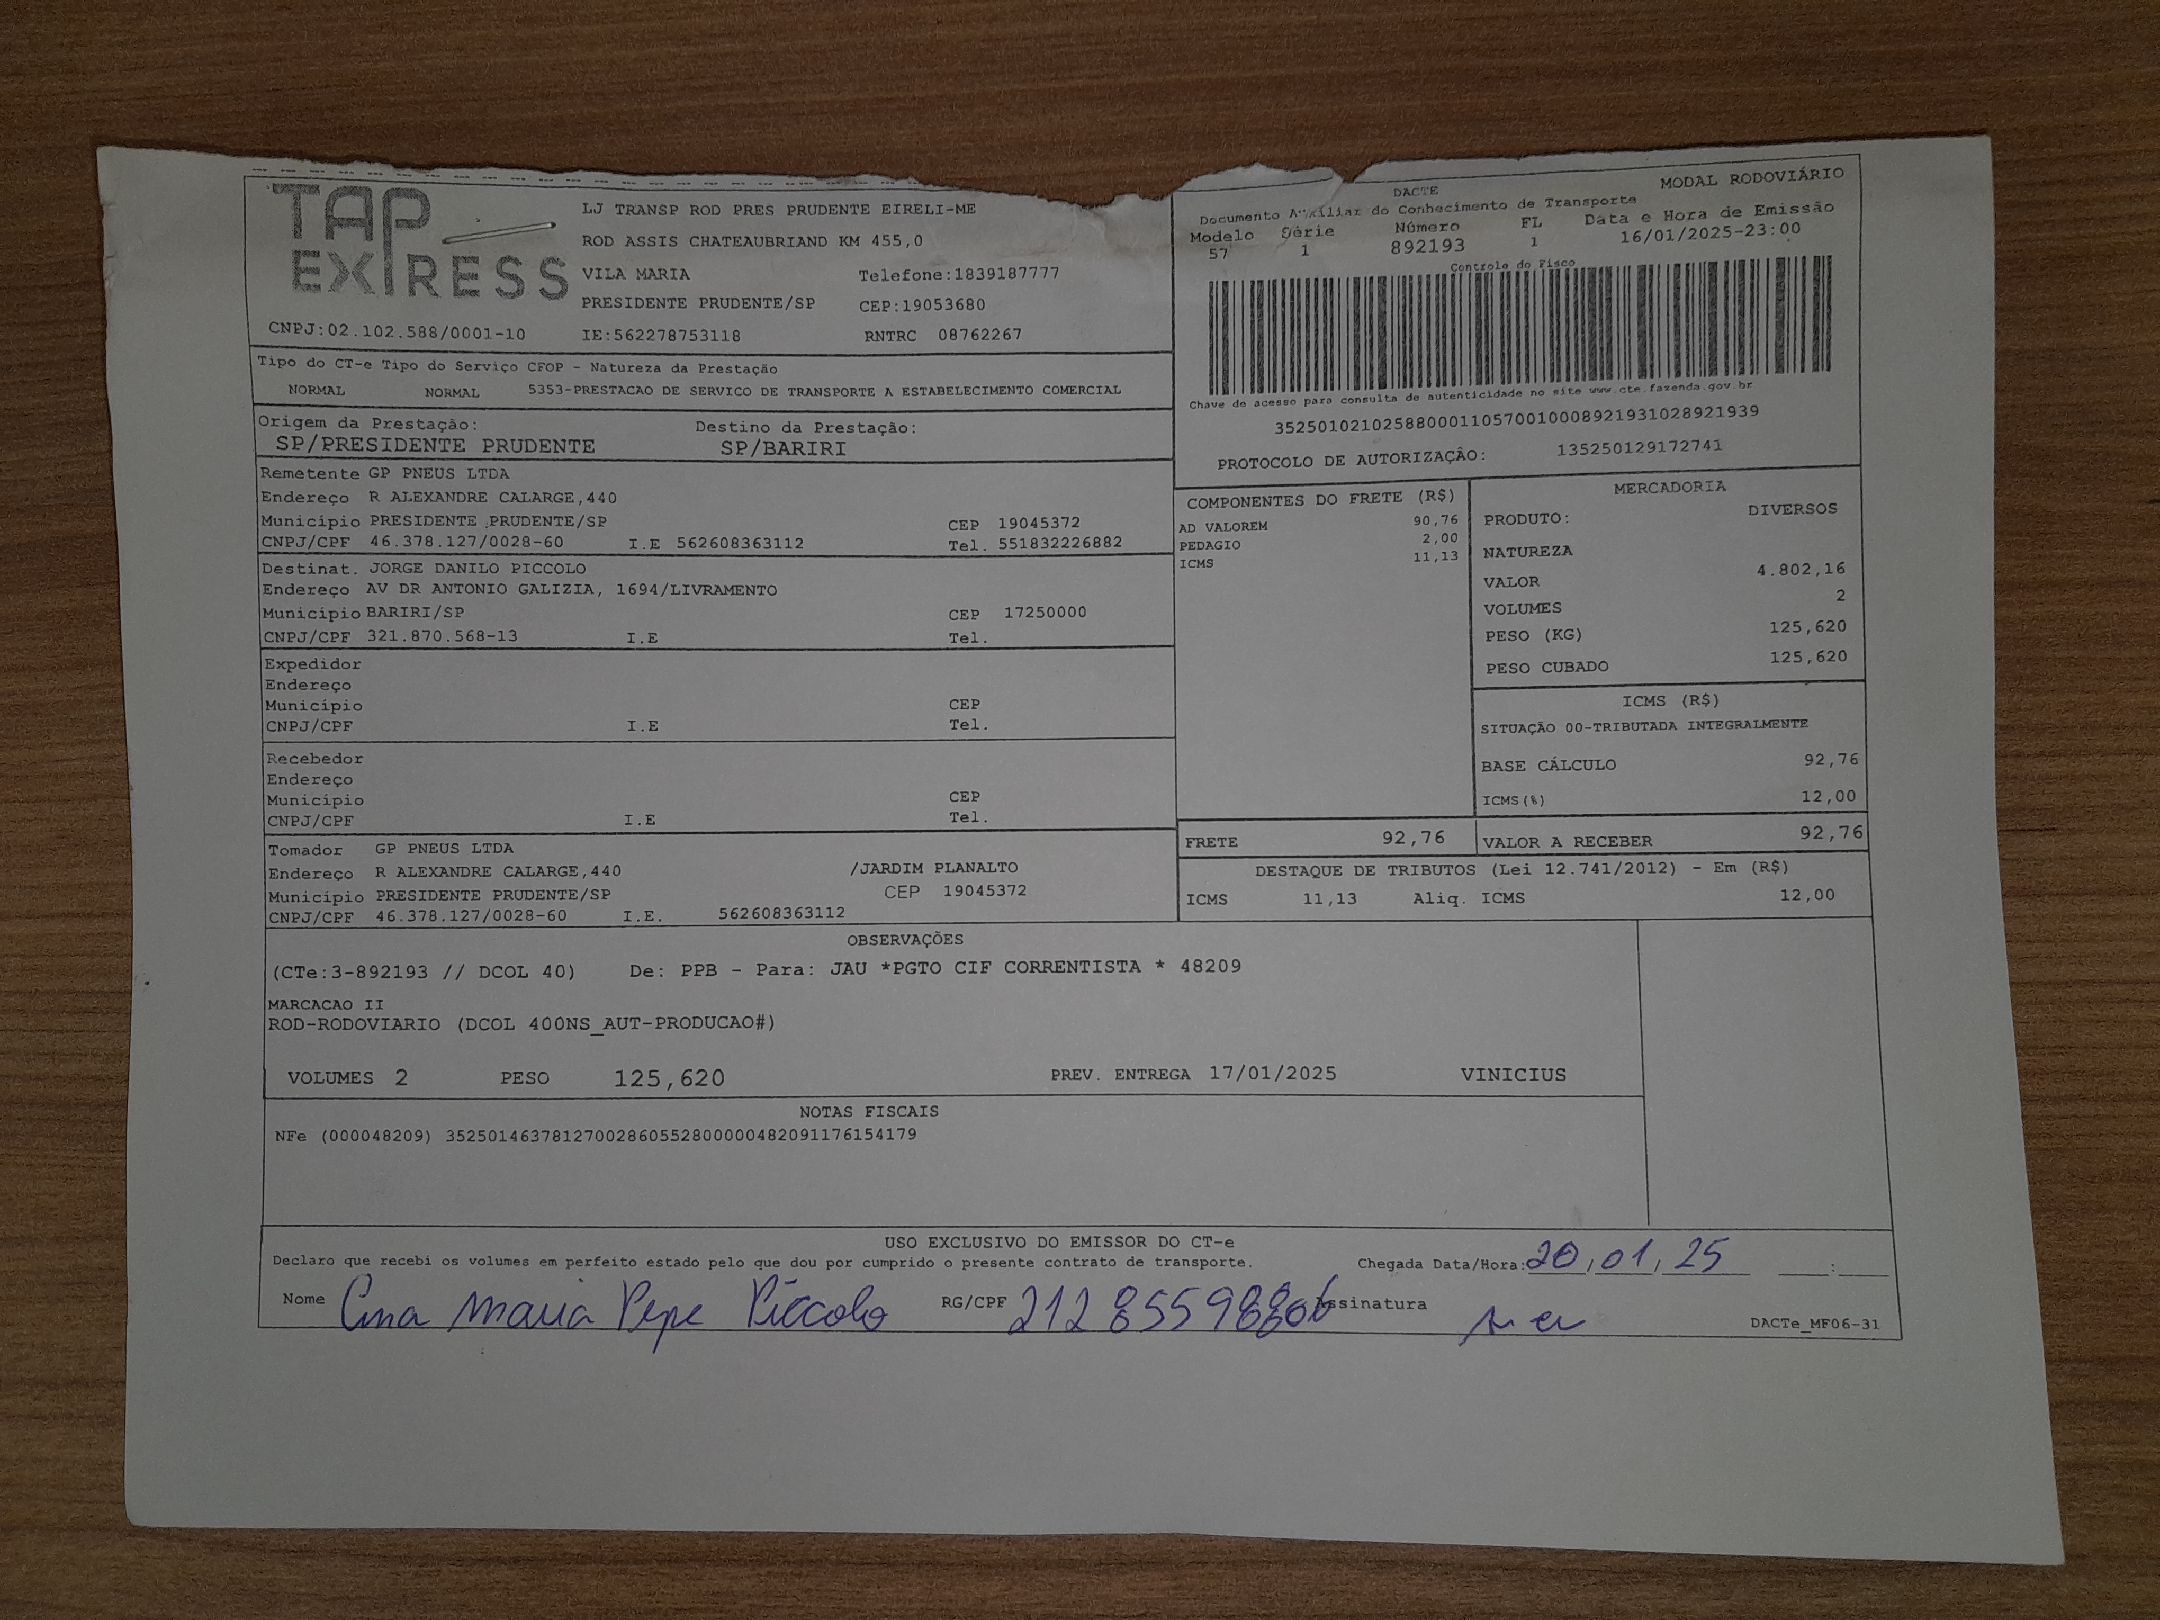 TAP
EXPRESS
LJ TRANSP ROD PRES PRUDENTE EIRELI-ME
ROD ASSIS CHATEAUBRIAND KM 455,0
VILA MARIA Telefone:1839187777
PRESIDENTE PRUDENTE/SP CEP:19053680
CNPJ:02.102.588/0001-10 IE:562278753118 RNTRC 08762267
DACTE MODAL RODOVIÁRIO
Documento Auxiliar do Conhecimento de Transporte
Modelo Série Número FL Data e Hora de Emissão
57 1 892193 1 16/01/2025-23:00
Controle do Fisco
Chave de acesso para consulta de autenticidade no site www.cte.fazenda.gov.br
35250102102588000110570010008921931028921939
PROTOCOLO DE AUTORIZAÇÃO: 135250129172741
Tipo do CT-e Tipo do Serviço CFOP - Natureza da Prestação
NORMAL NORMAL 5353-PRESTACAO DE SERVICO DE TRANSPORTE A ESTABELECIMENTO COMERCIAL
Origem da Prestação: Destino da Prestação:
SP/PRESIDENTE PRUDENTE SP/BARIRI
Remetente GP PNEUS LTDA
Endereço R ALEXANDRE CALARGE,440
Município PRESIDENTE PRUDENTE/SP CEP 19045372
CNPJ/CPF 46.378.127/0028-60 I.E 562608363112 Tel. 551832226882
Destinat. JORGE DANILO PICCOLO
Endereço AV DR ANTONIO GALIZIA, 1694/LIVRAMENTO
Município BARIRI/SP CEP 17250000
CNPJ/CPF 321.870.568-13 I.E Tel.
Expedidor
Endereço
Município CEP
CNPJ/CPF I.E Tel.
Recebedor
Endereço
Município CEP
CNPJ/CPF I.E Tel.
Tomador GP PNEUS LTDA
Endereço R ALEXANDRE CALARGE,440 /JARDIM PLANALTO
Município PRESIDENTE PRUDENTE/SP CEP 19045372
CNPJ/CPF 46.378.127/0028-60 I.E. 562608363112
COMPONENTES DO FRETE (R$)
AD VALOREM 90,76
PEDAGIO 2,00
ICMS 11,13
MERCADORIA
PRODUTO: DIVERSOS
NATUREZA
VALOR 4.802,16
VOLUMES 2
PESO (KG) 125,620
PESO CUBADO 125,620
ICMS (R$)
SITUAÇÃO 00-TRIBUTADA INTEGRALMENTE
BASE CÁLCULO 92,76
ICMS(%) 12,00
FRETE 92,76 VALOR A RECEBER 92,76
DESTAQUE DE TRIBUTOS (Lei 12.741/2012) - Em (R$)
ICMS 11,13 Aliq. ICMS 12,00
OBSERVAÇÕES
(CTe:3-892193 // DCOL 40) De: PPB - Para: JAU *PGTO CIF CORRENTISTA * 48209
MARCACAO II
ROD-RODOVIARIO (DCOL 400NS_AUT-PRODUCAO#)
VOLUMES 2 PESO 125,620 PREV. ENTREGA 17/01/2025 VINICIUS
NOTAS FISCAIS
NFe (000048209) 35250146378127002860552800000482091176154179
USO EXCLUSIVO DO EMISSOR DO CT-e
Declaro que recebi os volumes em perfeito estado pelo que dou por cumprido o presente contrato de transporte. Chegada Data/Hora: 20,01,25 :
Nome Ana Maria Pepe Piccolo RG/CPF 21285598806 Assinatura
DACTe_MF06-31